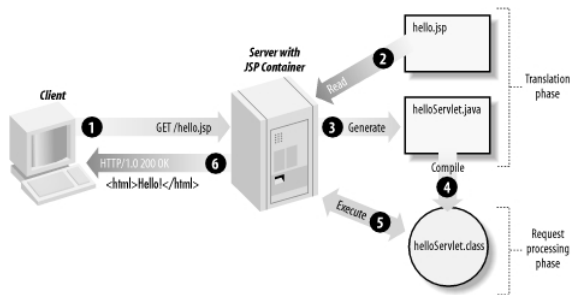 hello.jsp
Server with
JSP Container
2
Read
Translation
phase
Client
1
GET /hello.jsp
3
Generate
helloServlet.java
HTTP/1.0 200 OK
6
<html>Hello!</html>
Compile
4
Execute
5
helloServlet.class
Request
processing
phase